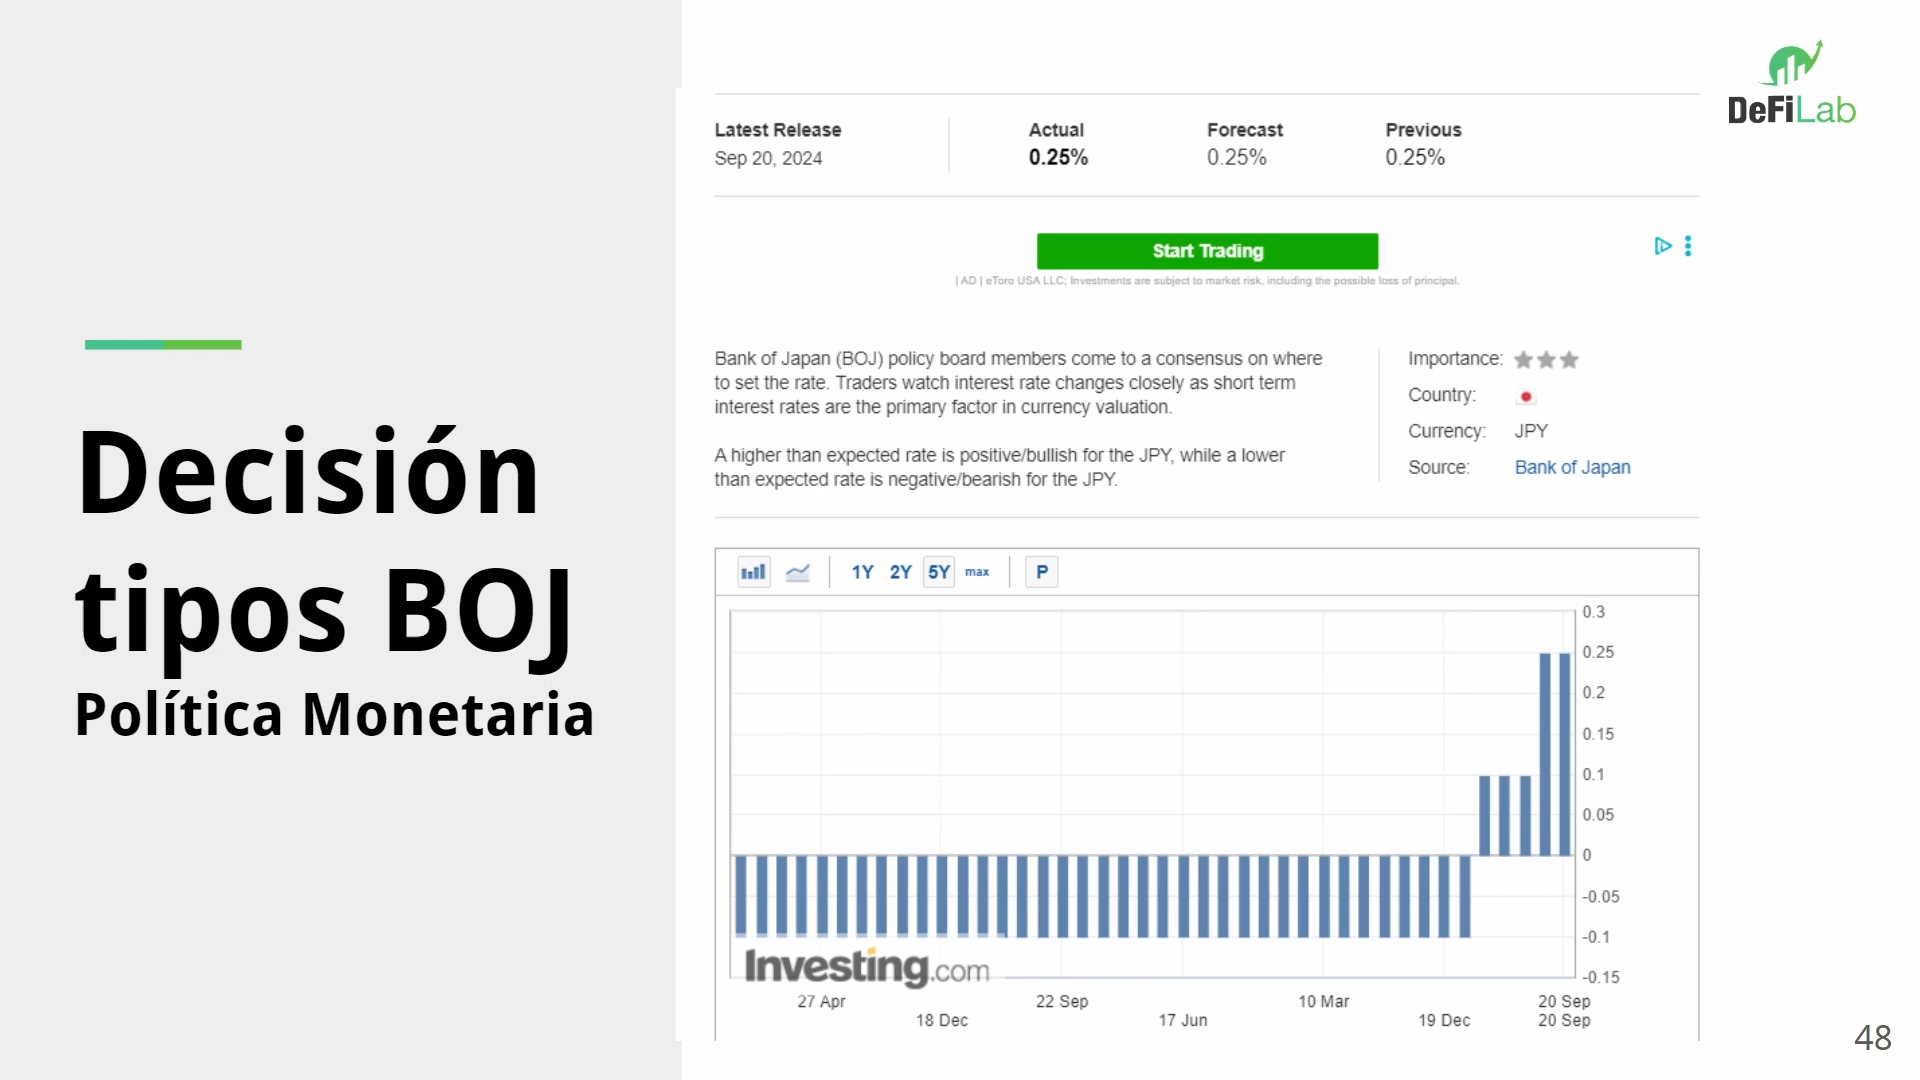 Decisión
tipos BOJ
Política Monetaria
DeFiLab
Latest Release
Sep 20, 2024
Actual
0.25%
Forecast
0.25%
Previous
0.25%
Start Trading
| AD | eToro USA LLC; Investments are subject to market risk, including the possible loss of principal.
Bank of Japan (BOJ) policy board members come to a consensus on where
to set the rate. Traders watch interest rate changes closely as short term
interest rates are the primary factor in currency valuation.
A higher than expected rate is positive/bullish for the JPY, while a lower
than expected rate is negative/bearish for the JPY.
Importance:
Country:
Currency: JPY
Source: Bank of Japan
1Y 2Y 5Y max P
0.3
0.25
0.2
0.15
0.1
0.05
0
-0.05
-0.1
-0.15
Investing.com
27 Apr 22 Sep 10 Mar 20 Sep
18 Dec 17 Jun 19 Dec 20 Sep
48